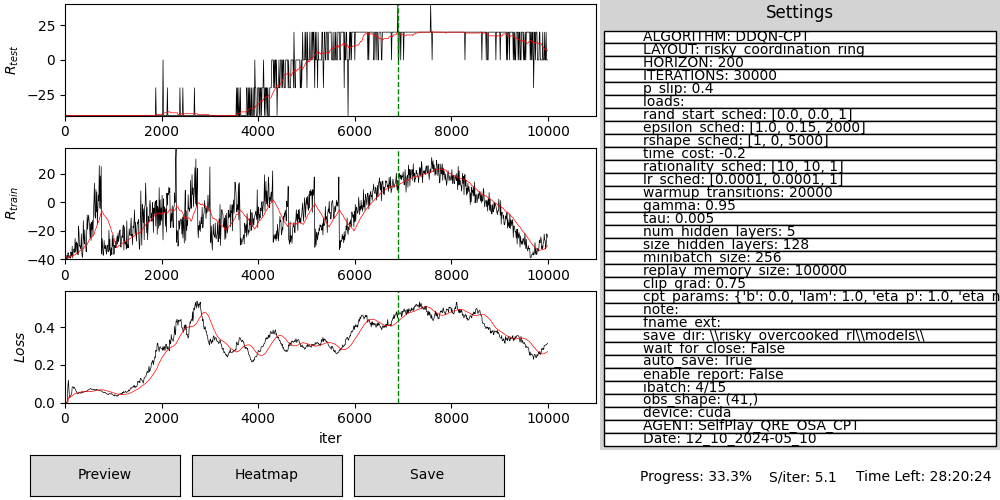 R_test
25
0
−25
0
2000
4000
6000
8000
10000
R_train
20
0
−20
−40
0
2000
4000
6000
8000
10000
Loss
0.4
0.2
0.0
0
2000
4000
6000
8000
10000
iter
Preview
Heatmap
Save
Settings
ALGORITHM: DDQN-CPT
LAYOUT: risky_coordination_ring
HORIZON: 200
ITERATIONS: 30000
p_slip: 0.4
loads:
rand_start_sched: [0.0, 0.0, 1]
epsilon_sched: [1.0, 0.15, 2000]
rshape_sched: [1, 0, 5000]
time_cost: -0.2
rationality_sched: [10, 10, 1]
lr_sched: [0.0001, 0.0001, 1]
warmup_transitions: 20000
gamma: 0.95
tau: 0.005
num_hidden_layers: 5
size_hidden_layers: 128
minibatch_size: 256
replay_memory_size: 100000
clip_grad: 0.75
cpt_params: {'b': 0.0, 'lam': 1.0, 'eta_p': 1.0, 'eta_n
note:
fname_ext:
save_dir: \\risky_overcooked_rl\\models\\
wait_for_close: False
auto_save: True
enable_report: False
ibatch: 4/15
obs_shape: (41,)
device: cuda
AGENT: SelfPlay_QRE_OSA_CPT
Date: 12_10_2024-05_10
Progress: 33.3% S/iter: 5.1 Time Left: 28:20:24